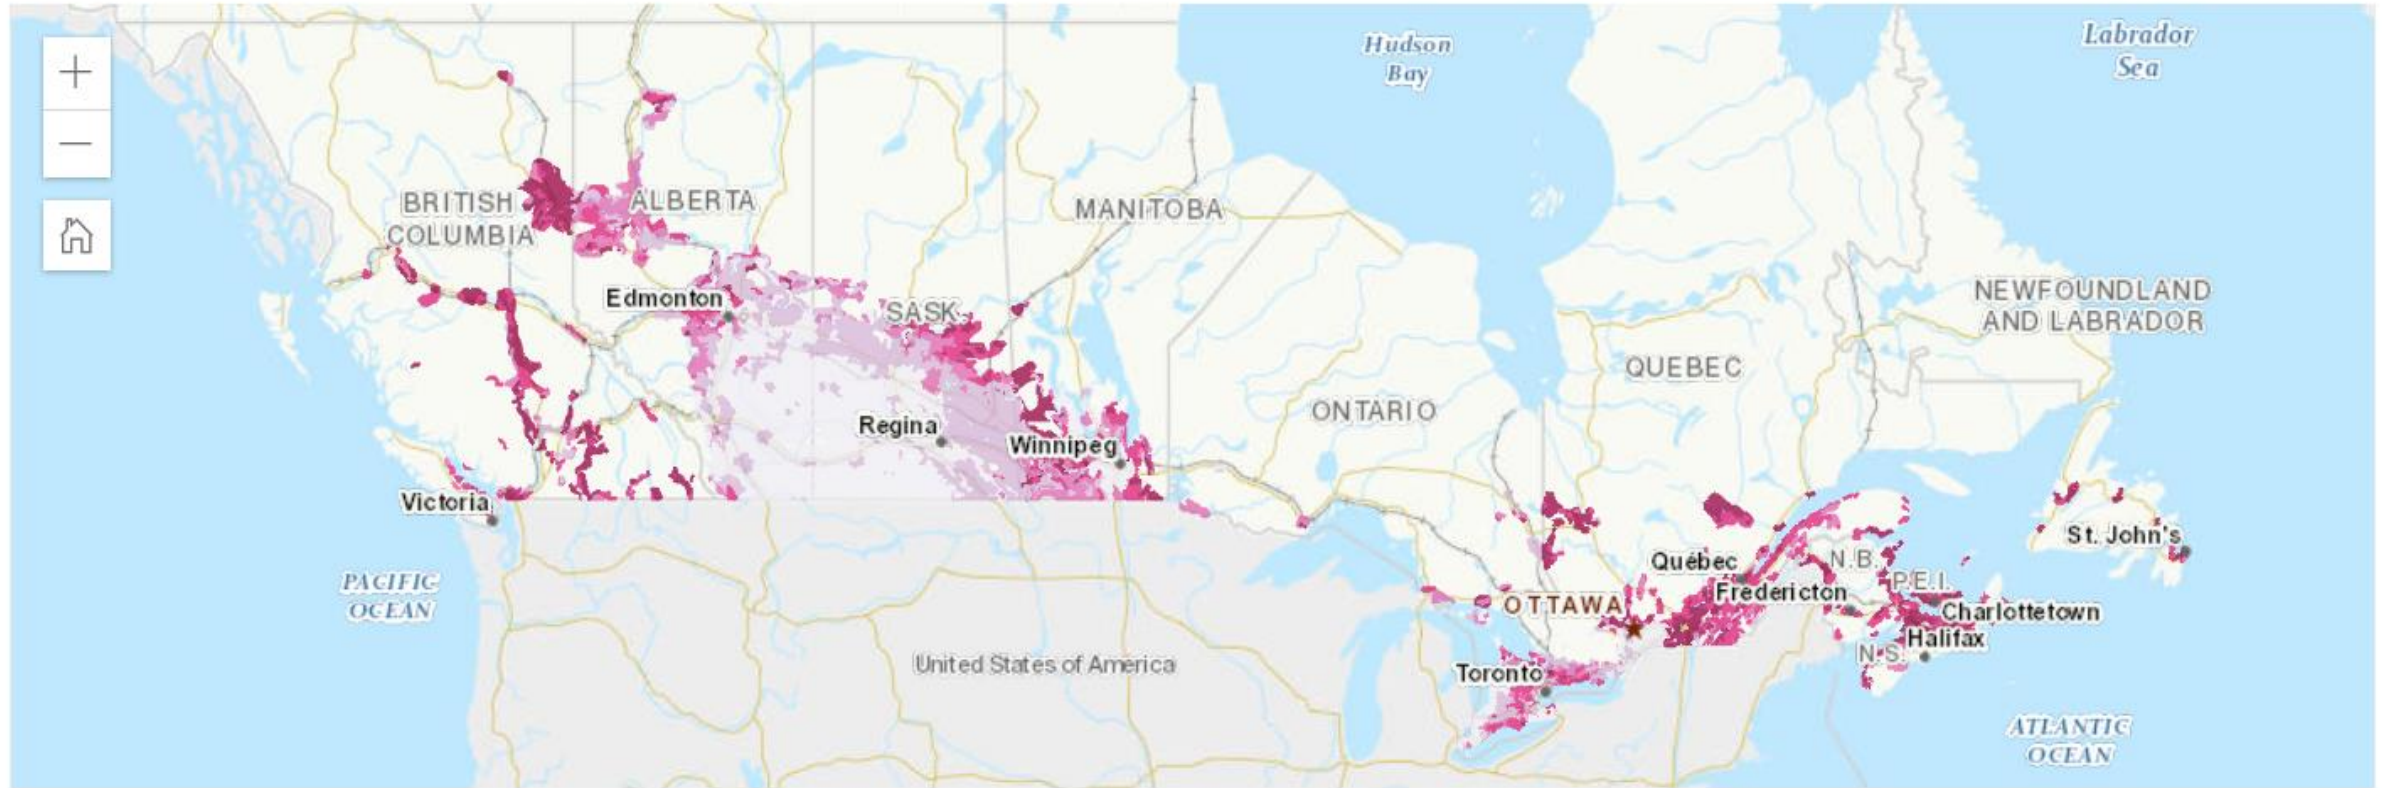 Hudson
Bay
Labrador
Sea
BRITISH
COLUMBIA
ALBERTA
MANITOBA
Edmonton
SASK.
NEWFOUNDLAND
AND LABRADOR
QUEBEC
ONTARIO
Regina
Winnipeg
Victoria
St. John's
PACIFIC
OCEAN
Québec
N.B.
P.E.I.
Fredericton
OTTAWA
Charlottetown
Halifax
N.S.
United States of America
Toronto
ATLANTIC
OCEAN